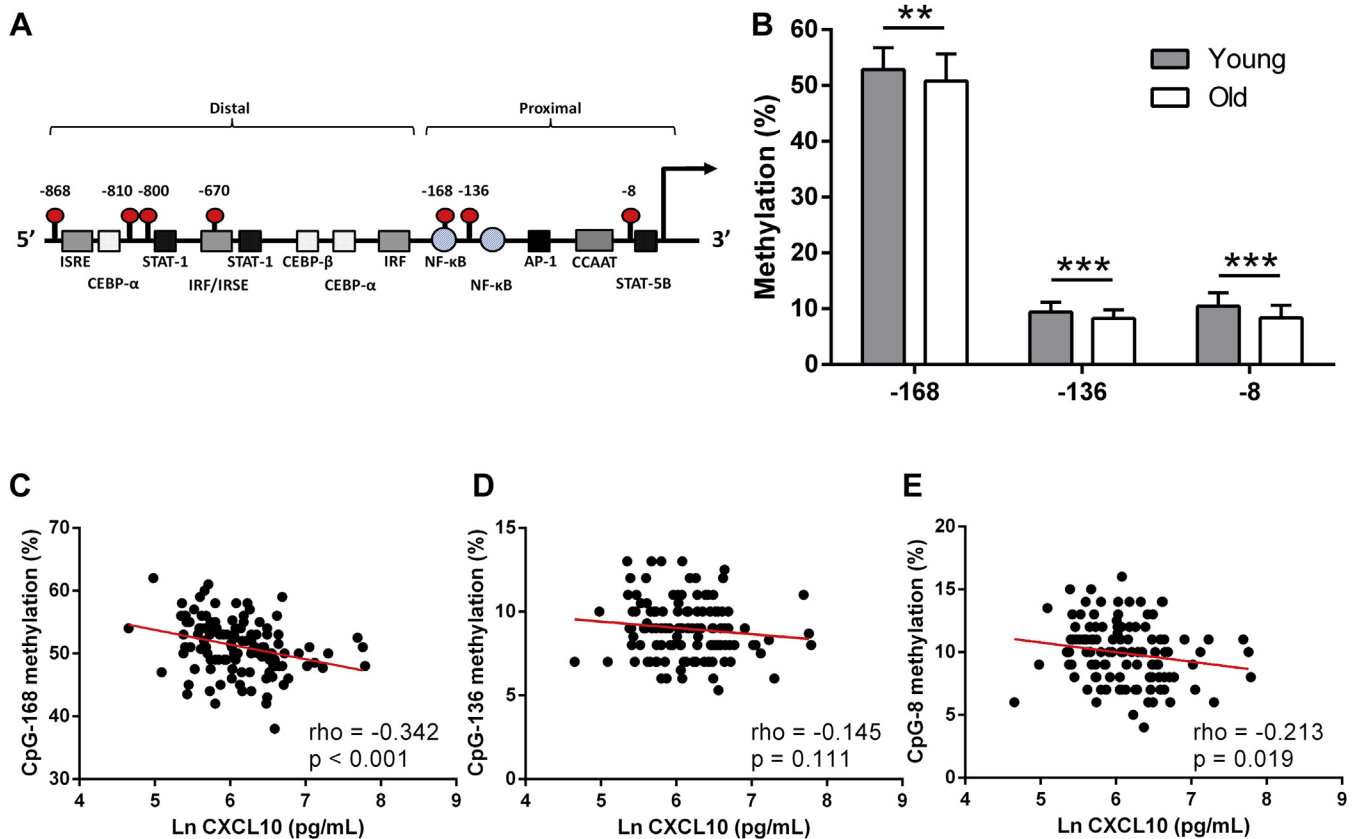 A
Distal
Proximal
-868
-810
-800
-670
-168
-136
-8
5′
3′
ISRE
STAT-1
STAT-1
CEBP-β
IRF
NF-κB
AP-1
CCAAT
CEBP-α
IRF/IRSE
CEBP-α
NF-κB
STAT-5B
B
Methylation (%)
60
50
40
30
20
10
0
**
***
***
Young
Old
-168
-136
-8
C
CpG-168 methylation (%)
70
60
50
40
30
rho = -0.342
p < 0.001
4 5 6 7 8 9
Ln CXCL10 (pg/mL)
D
CpG-136 methylation (%)
15
10
5
0
rho = -0.145
p = 0.111
4 5 6 7 8 9
Ln CXCL10 (pg/mL)
E
CpG-8 methylation (%)
20
15
10
5
0
rho = -0.213
p = 0.019
4 5 6 7 8 9
Ln CXCL10 (pg/mL)